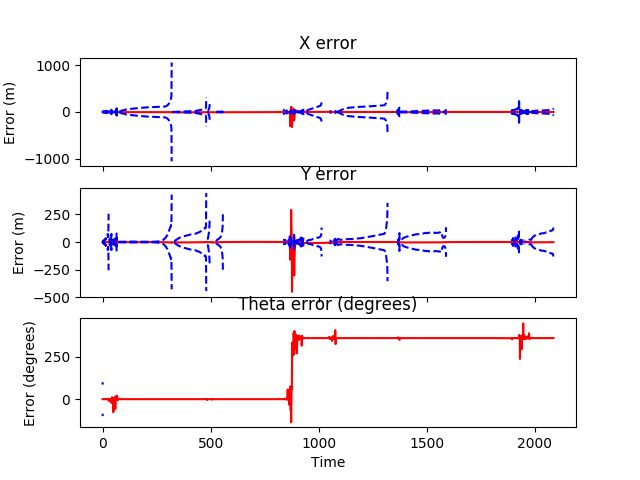 X error
1000
0
−1000
Error (m)
Y error
250
0
−250
−500
Error (m)
Theta error (degrees)
250
0
Error (degrees)
0 500 1000 1500 2000
Time